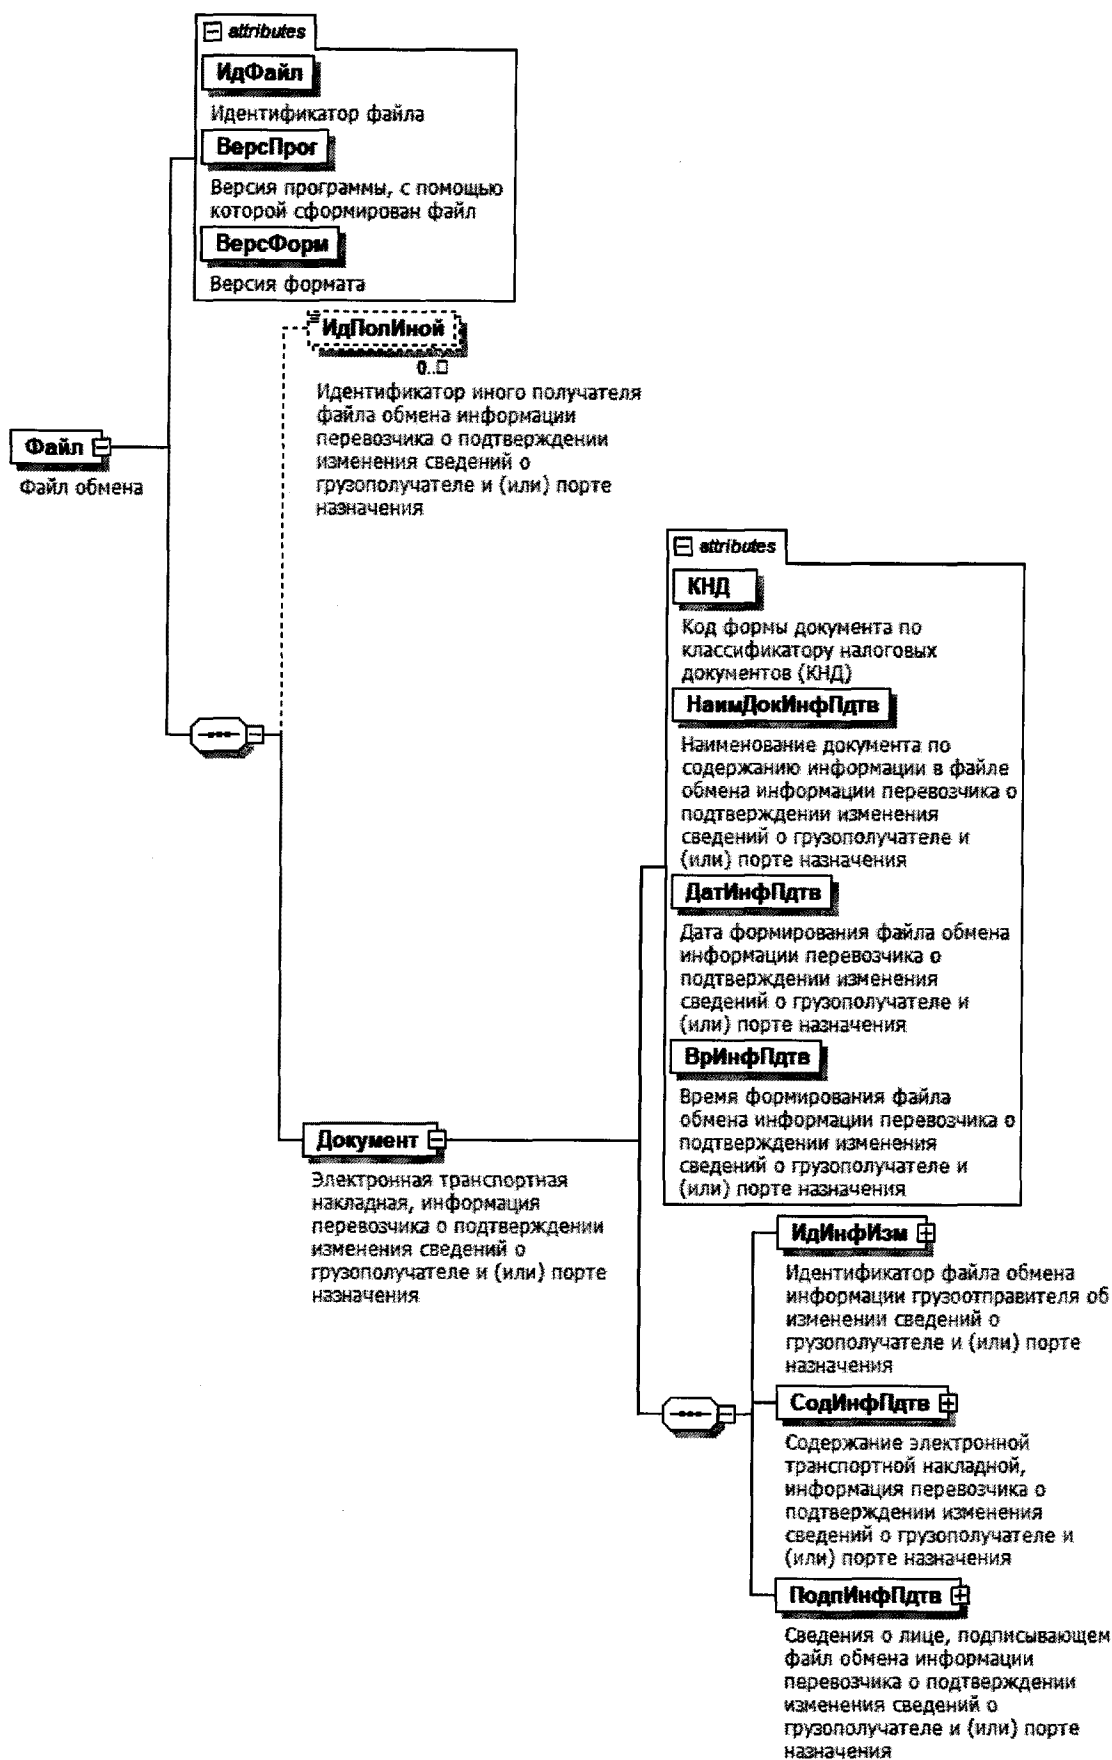 attributes
ИдФайл
Идентификатор файла
ВерсПрог
Версия программы, с помощью
которой сформирован файл
ВерсФорм
Версия формата
ИдПолИной
0..
Идентификатор иного получателя
файла обмена информации
перевозчика о подтверждении
изменения сведений о
грузополучателе и (или) порте
назначения
Файл
Файл обмена
attributes
КНД
Код формы документа по
классификатору налоговых
документов (КНД)
НаимДокИнфПдтв
Наименование документа по
содержанию информации в файле
обмена информации перевозчика о
подтверждении изменения
сведений о грузополучателе и
(или) порте назначения
ДатИнфПдтв
Дата формирования файла обмена
информации перевозчика о
подтверждении изменения
сведений о грузополучателе и
(или) порте назначения
ВрИнфПдтв
Время формирования файла
обмена информации перевозчика о
подтверждении изменения
сведений о грузополучателе и
(или) порте назначения
Документ
Электронная транспортная
накладная, информация
перевозчика о подтверждении
изменения сведений о
грузополучателе и (или) порте
назначения
ИдИнфИзм
Идентификатор файла обмена
информации грузоотправителя об
изменении сведений о
грузополучателе и (или) порте
назначения
СодИнфПдтв
Содержание электронной
транспортной накладной,
информация перевозчика о
подтверждении изменения
сведений о грузополучателе и
(или) порте назначения
ПодпИнфПдтв
Сведения о лице, подписывающем
файл обмена информации
перевозчика о подтверждении
изменения сведений о
грузополучателе и (или) порте
назначения